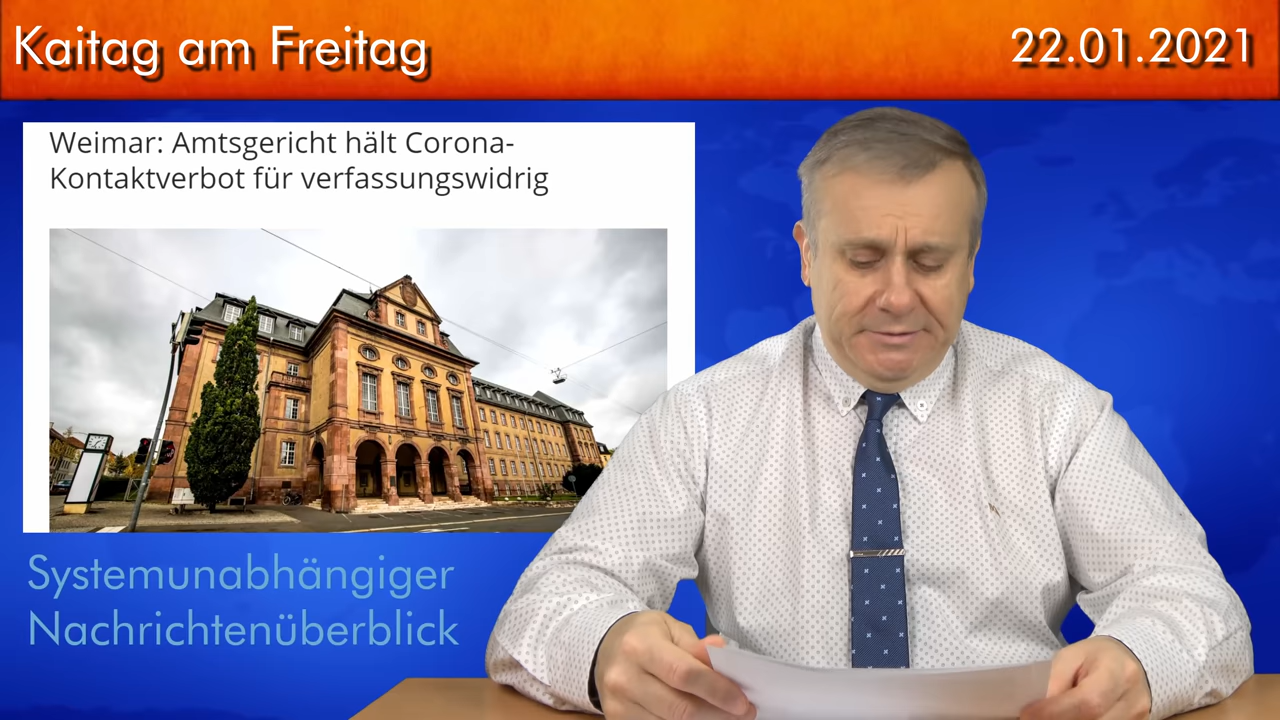 Kaitag am Freitag
22.01.2021
Weimar: Amtsgericht hält Corona-
Kontaktverbot für verfassungswidrig
Systemunabhängiger
Nachrichtenüberblick